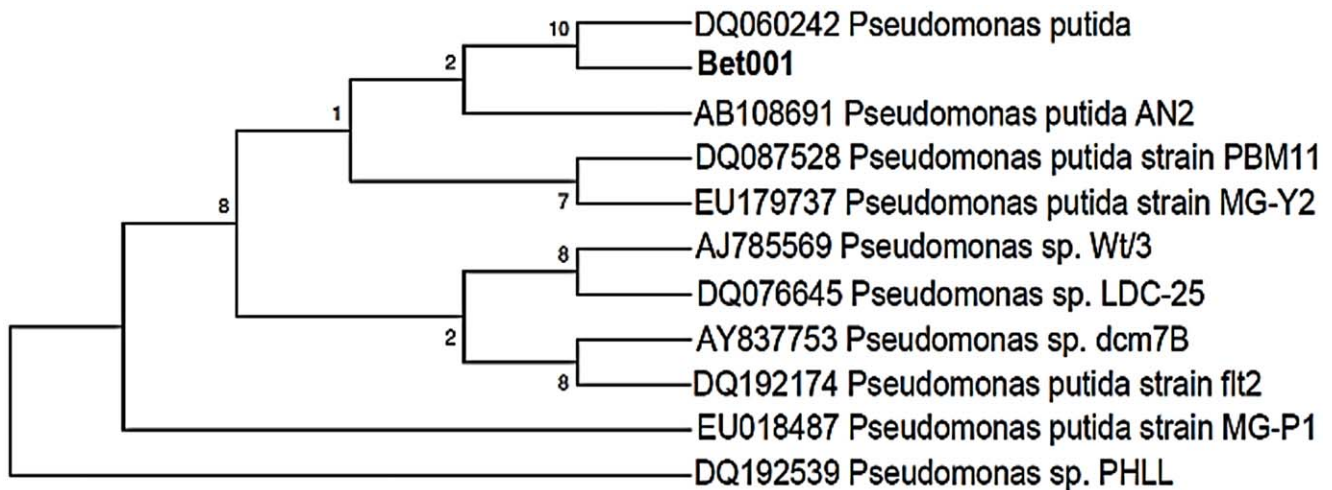 10
DQ060242 Pseudomonas putida
2
Bet001
1
AB108691 Pseudomonas putida AN2
DQ087528 Pseudomonas putida strain PBM11
8
7
EU179737 Pseudomonas putida strain MG-Y2
8
AJ785569 Pseudomonas sp. Wt/3
DQ076645 Pseudomonas sp. LDC-25
2
AY837753 Pseudomonas sp. dcm7B
8
DQ192174 Pseudomonas putida strain flt2
EU018487 Pseudomonas putida strain MG-P1
DQ192539 Pseudomonas sp. PHLL